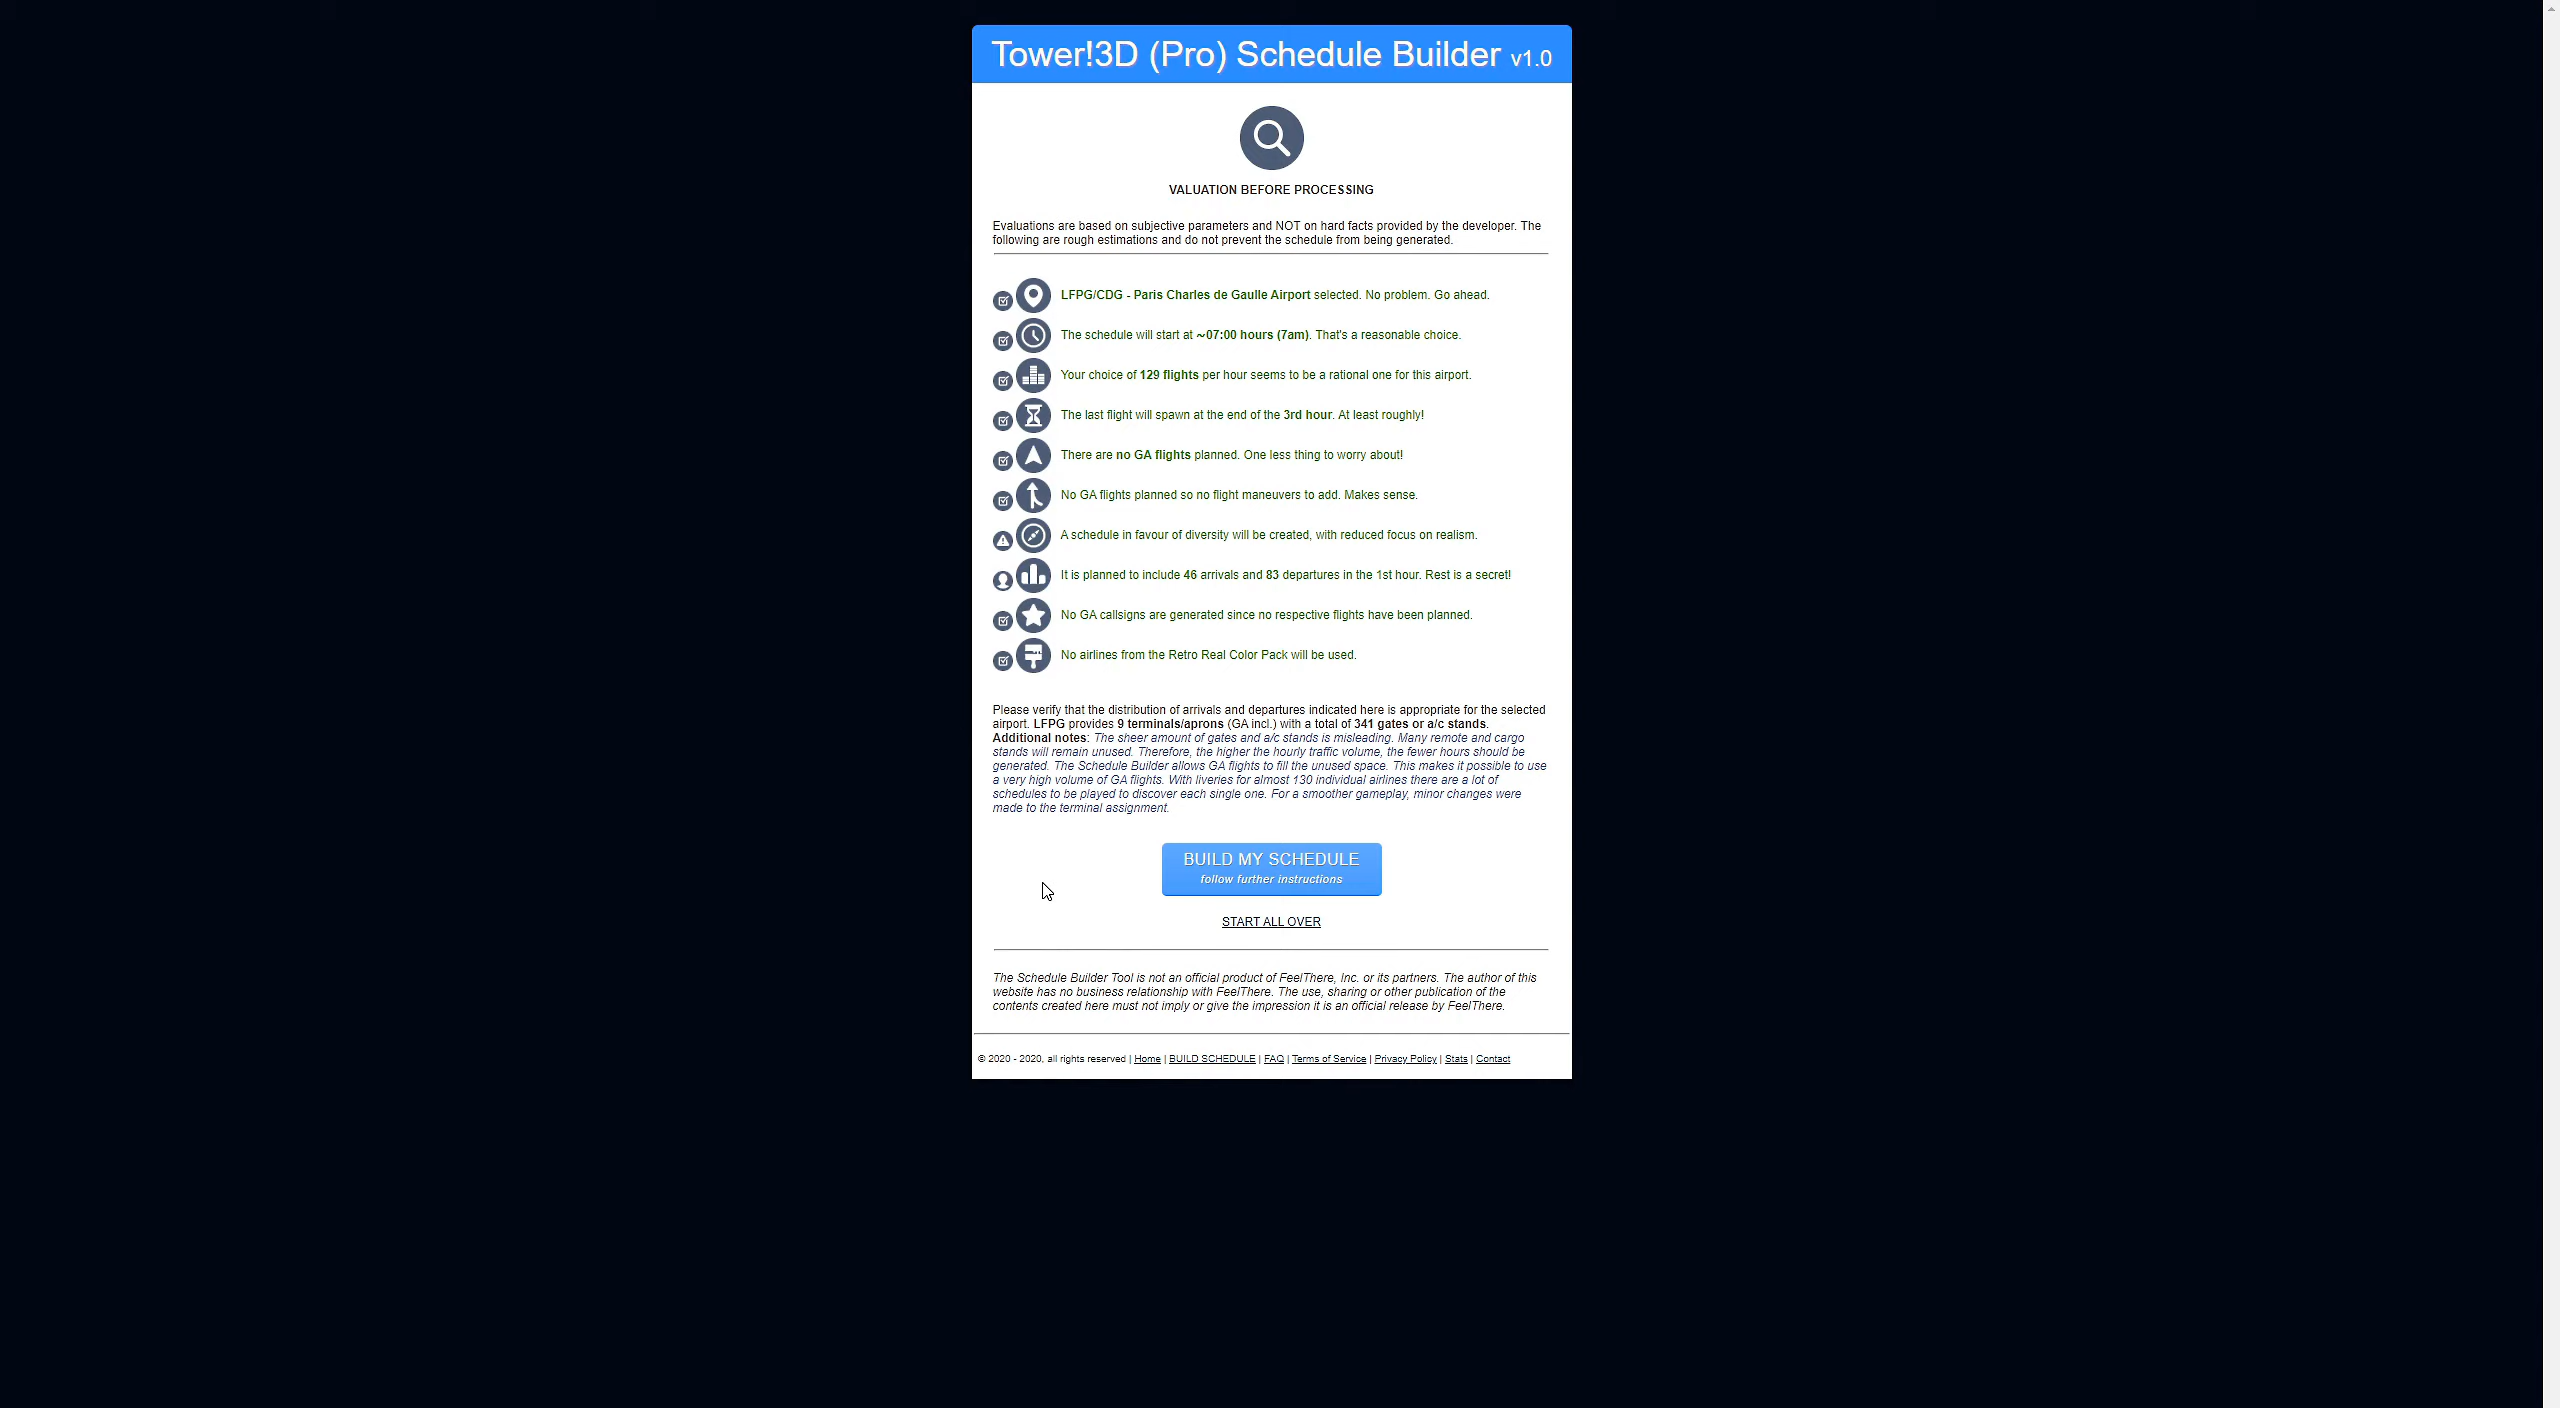 Tower!3D (Pro) Schedule Builder v1.0
VALUATION BEFORE PROCESSING
Evaluations are based on subjective parameters and NOT on hard facts provided by the developer. The
following are rough estimations and do not prevent the schedule from being generated.
LFPG/CDG - Paris Charles de Gaulle Airport selected. No problem. Go ahead.
The schedule will start at ~07:00 hours (7am). That's a reasonable choice.
Your choice of 129 flights per hour seems to be a rational one for this airport.
The last flight will spawn at the end of the 3rd hour. At least roughly!
There are no GA flights planned. One less thing to worry about!
No GA flights planned so no flight maneuvers to add. Makes sense.
A schedule in favour of diversity will be created, with reduced focus on realism.
It is planned to include 46 arrivals and 83 departures in the 1st hour. Rest is a secret!
No GA callsigns are generated since no respective flights have been planned.
No airlines from the Retro Real Color Pack will be used.
Please verify that the distribution of arrivals and departures indicated here is appropriate for the selected
airport. LFPG provides 9 terminals/aprons (GA incl.) with a total of 341 gates or a/c stands.
Additional notes: The sheer amount of gates and a/c stands is misleading. Many remote and cargo
stands will remain unused. Therefore, the higher the hourly traffic volume, the fewer hours should be
generated. The Schedule Builder allows GA flights to fill the unused space. This makes it possible to use
a very high volume of GA flights. With liveries for almost 130 individual airlines there are a lot of
schedules to be played to discover each single one. For a smoother gameplay, minor changes were
made to the terminal assignment.
BUILD MY SCHEDULE
follow further instructions
START ALL OVER
The Schedule Builder Tool is not an official product of FeelThere, Inc. or its partners. The author of this
website has no business relationship with FeelThere. The use, sharing or other publication of the
contents created here must not imply or give the impression it is an official release by FeelThere.
© 2020 - 2020, all rights reserved | Home | BUILD SCHEDULE | FAQ | Terms of Service | Privacy Policy | Stats | Contact